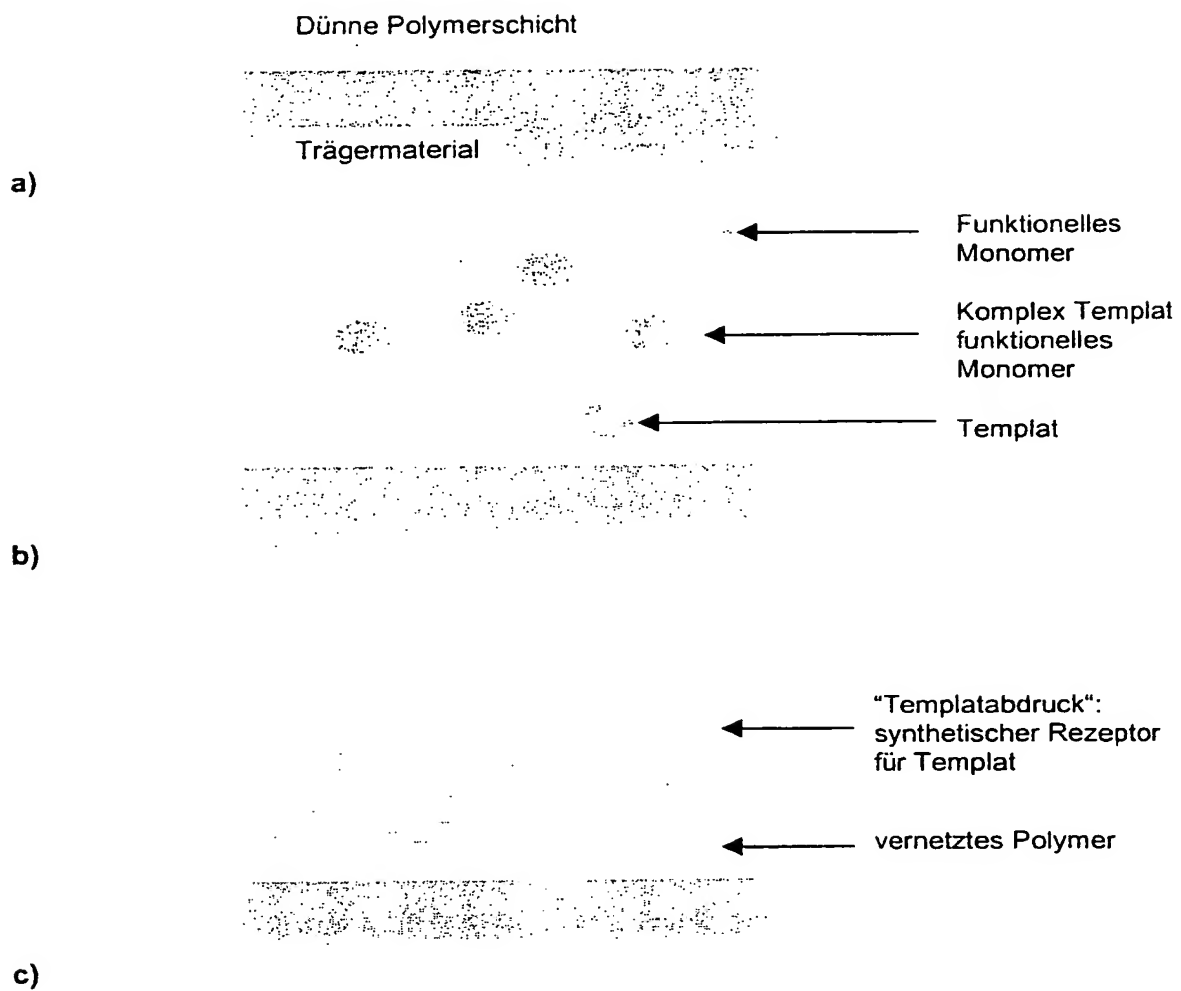 Dünne Polymerschicht
Trägermaterial
a)
Funktionelles
Monomer
Komplex Templat
funktionelles
Monomer
Templat
b)
“Templatabdruck“:
synthetischer Rezeptor
für Templat
vernetztes Polymer
c)